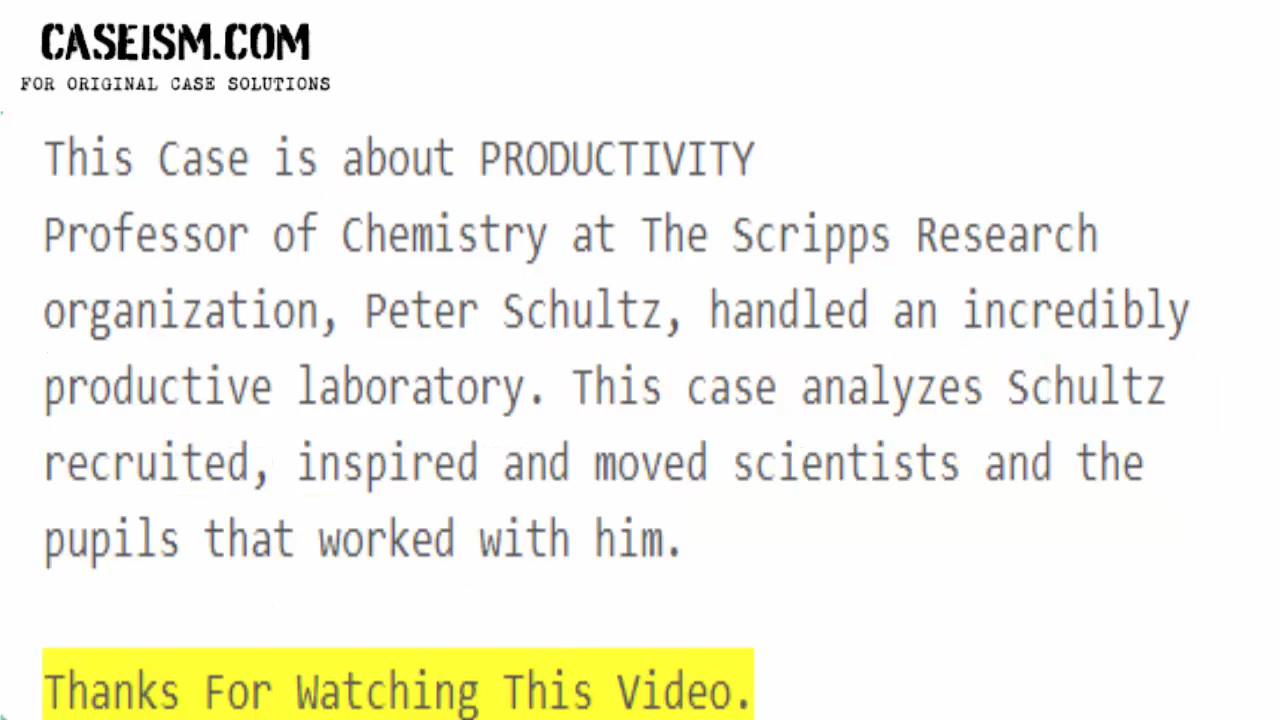 CASEISM.COM
FOR ORIGINAL CASE SOLUTIONS
This Case is about PRODUCTIVITY
Professor of Chemistry at The Scripps Research
organization, Peter Schultz, handled an incredibly
productive laboratory. This case analyzes Schultz
recruited, inspired and moved scientists and the
pupils that worked with him.
Thanks For Watching This Video.